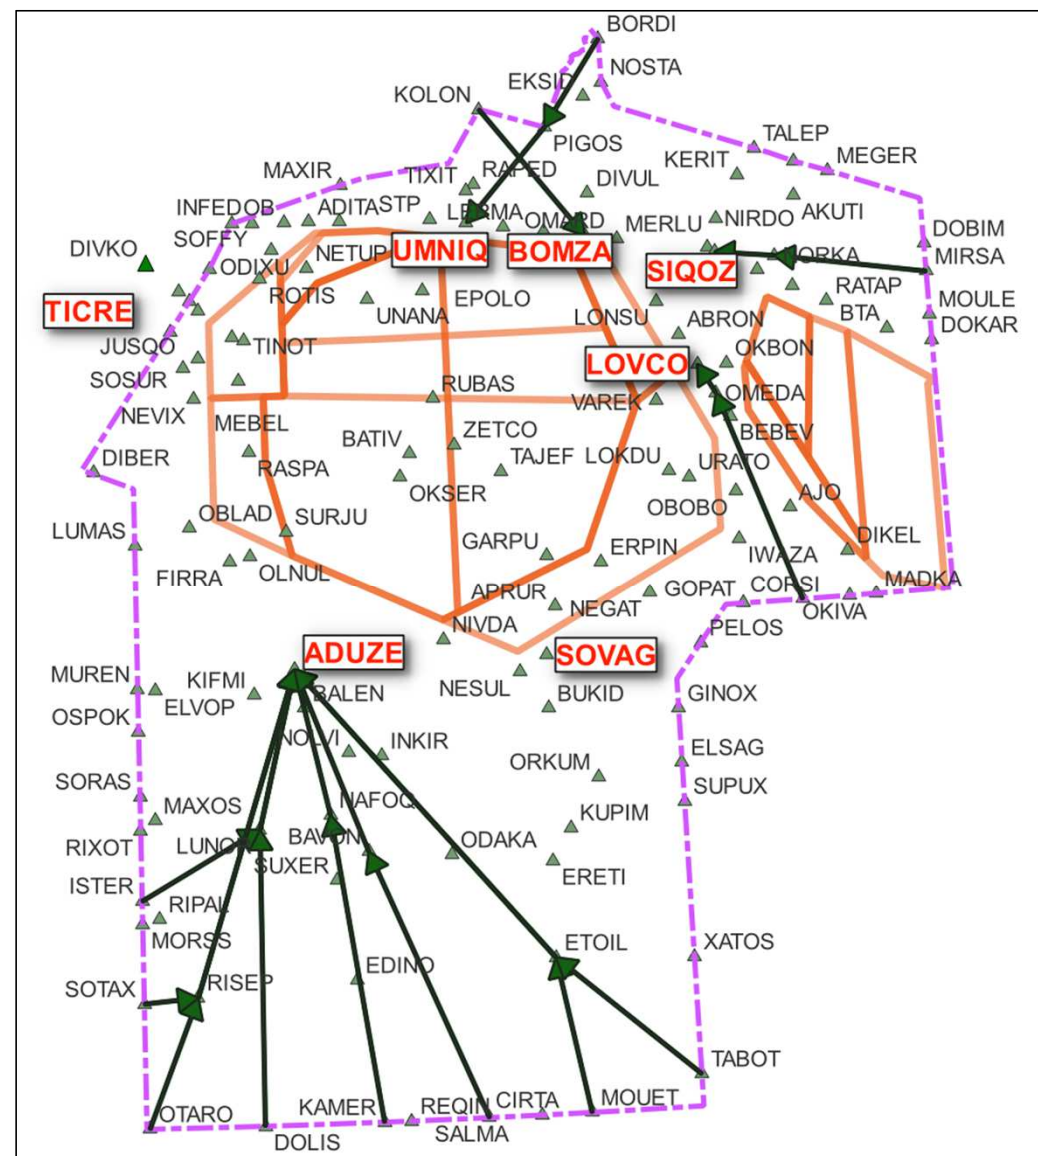 BORDI
EKSID
NOSTA
KOLON
PIGOS
TALEP
KERIT
MEGER
MAXIR
TIXIT
RAPED
DIVUL
INFEDOB
ADITA
STP
LERMA
OMARD
MERLU
NIRDO
AKUTI
DOBIM
SOFFY
NETUP
UMNIQ
BOMZA
SIQOZ
MIRSA
DIVKO
ODIXU
ROTIS
EPOLO
RATAP
MOULE
TICRE
UNANA
LONSU
ABRON
BTA
DOKAR
JUSQO
TINOT
LOVCO
OKBON
SOSUR
RUBAS
VAREK
OMEDA
NEVIX
MEBEL
BEBEV
BATIV
ZETCO
DIBER
RASPA
TAJEF
LOKDU
URATO
OKSER
OBOBO
AJO
OBLAD
SURJU
LUMAS
GARPU
ERPIN
IWAZA
DIKEL
FIRRA
OLNUL
APRUR
GOPAT
CORSI
MADKA
NEGAT
OKIVA
NIVDA
PELOS
ADUZE
SOVAG
MUREN
KIFMI
BALEN
NESUL
BUKID
GINOX
OSPOK
ELVOP
NOLVI
INKIR
ORKUM
ELSAG
SORAS
SUPUX
MAXOS
NAFOQ
KUPIM
RIXOT
BAVON
ODAKA
SUXER
ERETI
ISTER
RIPAL
MORSS
ETOIL
XATOS
SOTAX
RISEP
EDINO
TABOT
OTARO
KAMER
REQIN
CIRTA
MOUET
DOLIS
SALMA